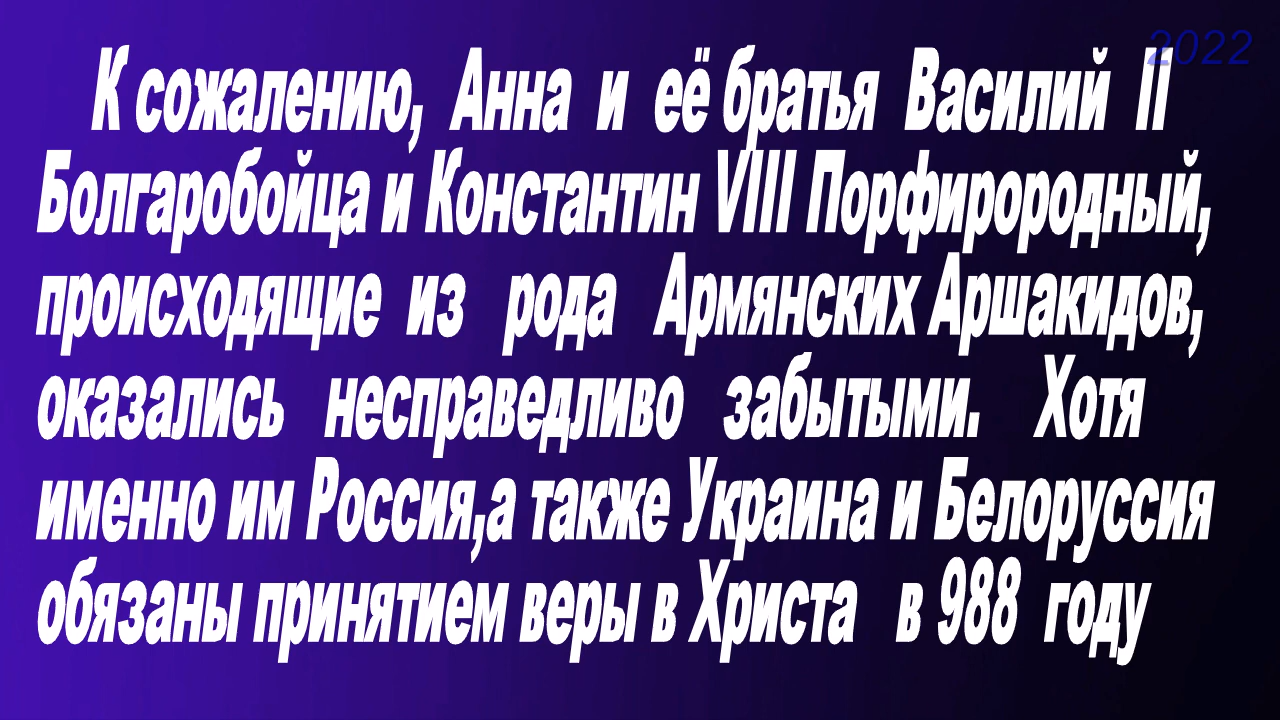 2022
К сожалению, Анна и её братья Василий II
Болгаробойца и Константин VIII Порфирородный,
происходящие из рода Армянских Аршакидов,
оказались несправедливо забытыми. Хотя
именно им Россия,а также Украина и Белоруссия
обязаны принятием веры в Христа в 988 году